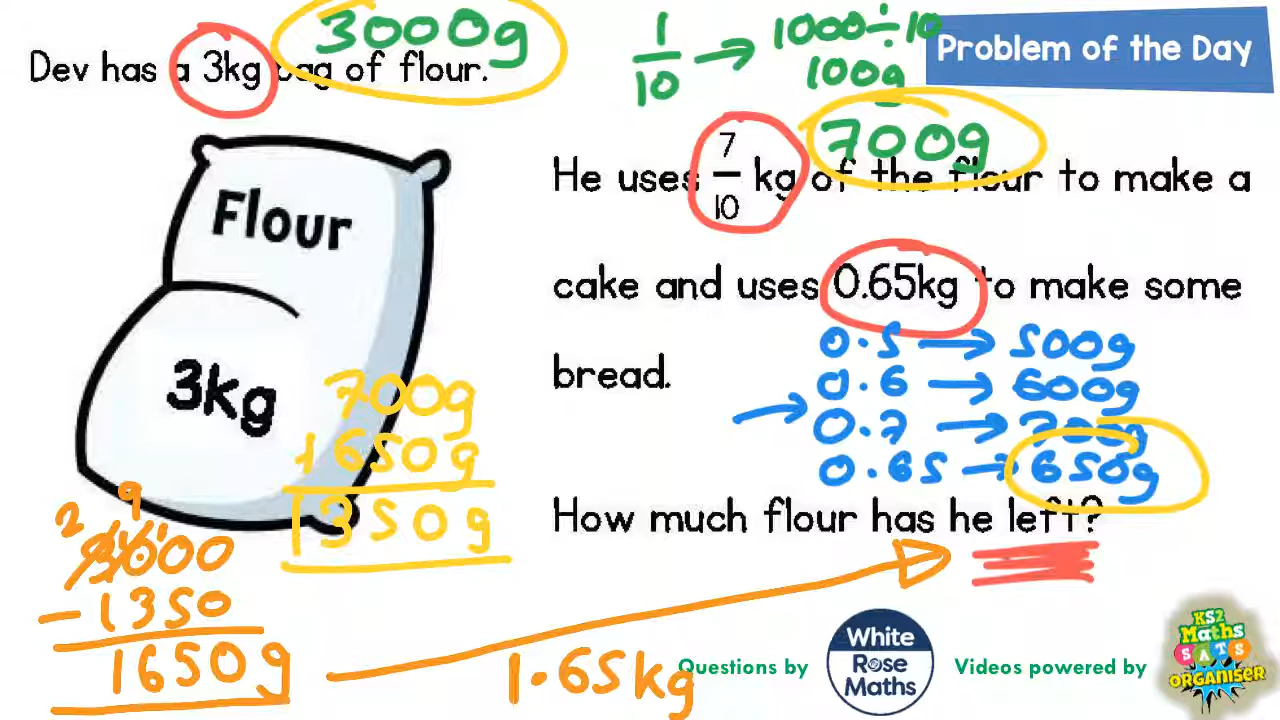 3000g
Dev has a 3kg bag of flour.
1/10 → 1000÷10
100g
Problem of the Day
700g
He uses 7/10 kg of the flour to make a
cake and uses 0.65kg to make some
bread.
0.5 → 500g
0.6 → 600g
0.7 → 700g
0.65 → 650g
How much flour has he left?
Flour
3kg
700g
1650g
1350g
2 9 1 1
3000
- 1350
1650g
1.65kg
Questions by
White
Rose
Maths
Videos powered by
KS2
Maths
SATS
ORGANISER